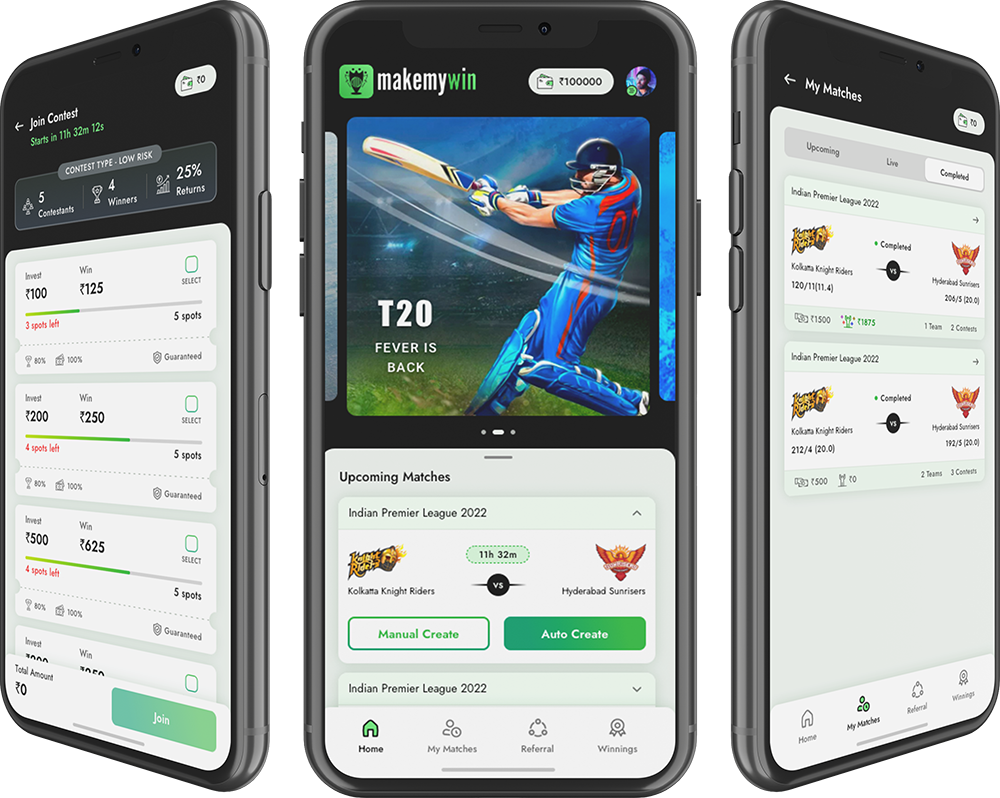 ₹0
Join Contest
Starts in 11h 32m 12s
CONTEST TYPE - LOW RISK
5
Contestants
4
Winners
25%
Returns
Invest
₹100
Win
₹125
SELECT
3 spots left
5 spots
80%
100%
Guaranteed
Invest
₹200
Win
₹250
SELECT
4 spots left
5 spots
80%
100%
Guaranteed
Invest
₹500
Win
₹625
SELECT
4 spots left
5 spots
80%
100%
Guaranteed
Invest
Win
Total Amount
₹0
Join
makemywin
₹100000
T20
FEVER IS
BACK
Upcoming Matches
Indian Premier League 2022
11h 32m
VS
Kolkatta Knight Riders
Hyderabad Sunrisers
Manual Create
Auto Create
Indian Premier League 2022
Home
My Matches
Referral
Winnings
My Matches
₹0
Upcoming
Live
Completed
Indian Premier League 2022
Completed
VS
Kolkatta Knight Riders
120/11(11.4)
Hyderabad Sunrisers
206/5 (20.0)
₹1500
₹1875
1 Team
2 Contests
Indian Premier League 2022
Completed
VS
Kolkatta Knight Riders
212/4 (20.0)
Hyderabad Sunrisers
192/5 (20.0)
₹500
₹0
2 Teams
3 Contests
Home
My Matches
Referral
Winnings